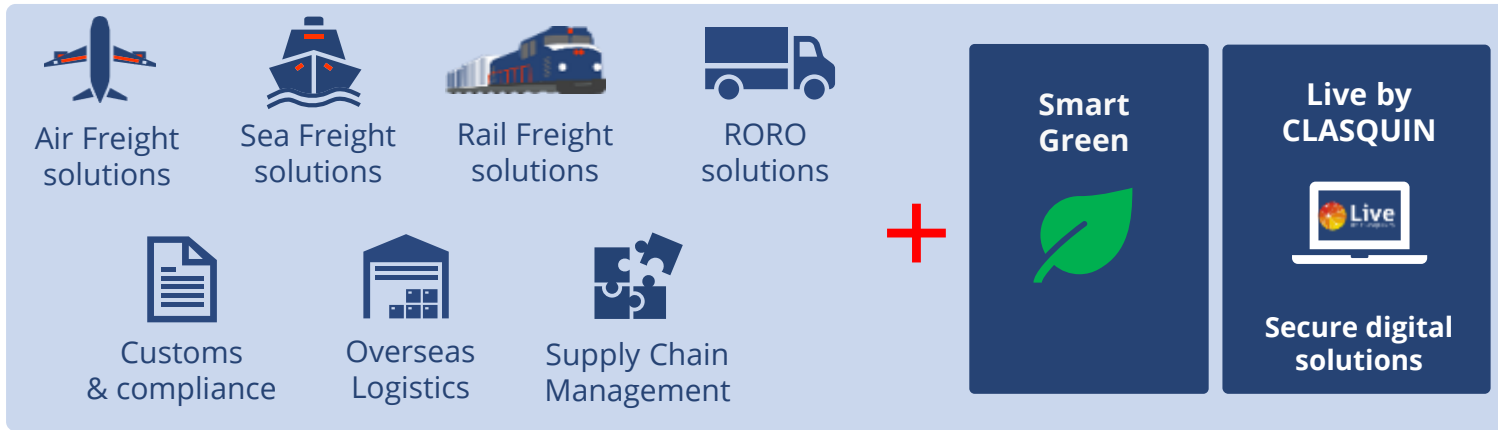 Air Freight
solutions
Sea Freight
solutions
Rail Freight
solutions
RORO
solutions
Customs
& compliance
Overseas
Logistics
Supply Chain
Management
Smart
Green
Live by
CLASQUIN
Live
Secure digital
solutions